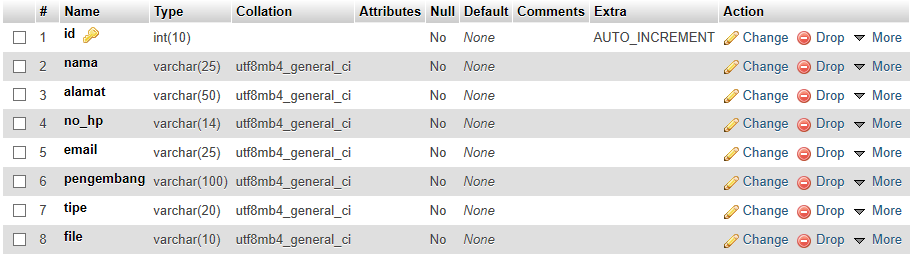 # Name Type Collation Attributes Null Default Comments Extra Action
1 id int(10) No None AUTO_INCREMENT Change Drop More
2 nama varchar(25) utf8mb4_general_ci No None Change Drop More
3 alamat varchar(50) utf8mb4_general_ci No None Change Drop More
4 no_hp varchar(14) utf8mb4_general_ci No None Change Drop More
5 email varchar(25) utf8mb4_general_ci No None Change Drop More
6 pengembang varchar(100) utf8mb4_general_ci No None Change Drop More
7 tipe varchar(20) utf8mb4_general_ci No None Change Drop More
8 file varchar(10) utf8mb4_general_ci No None Change Drop More